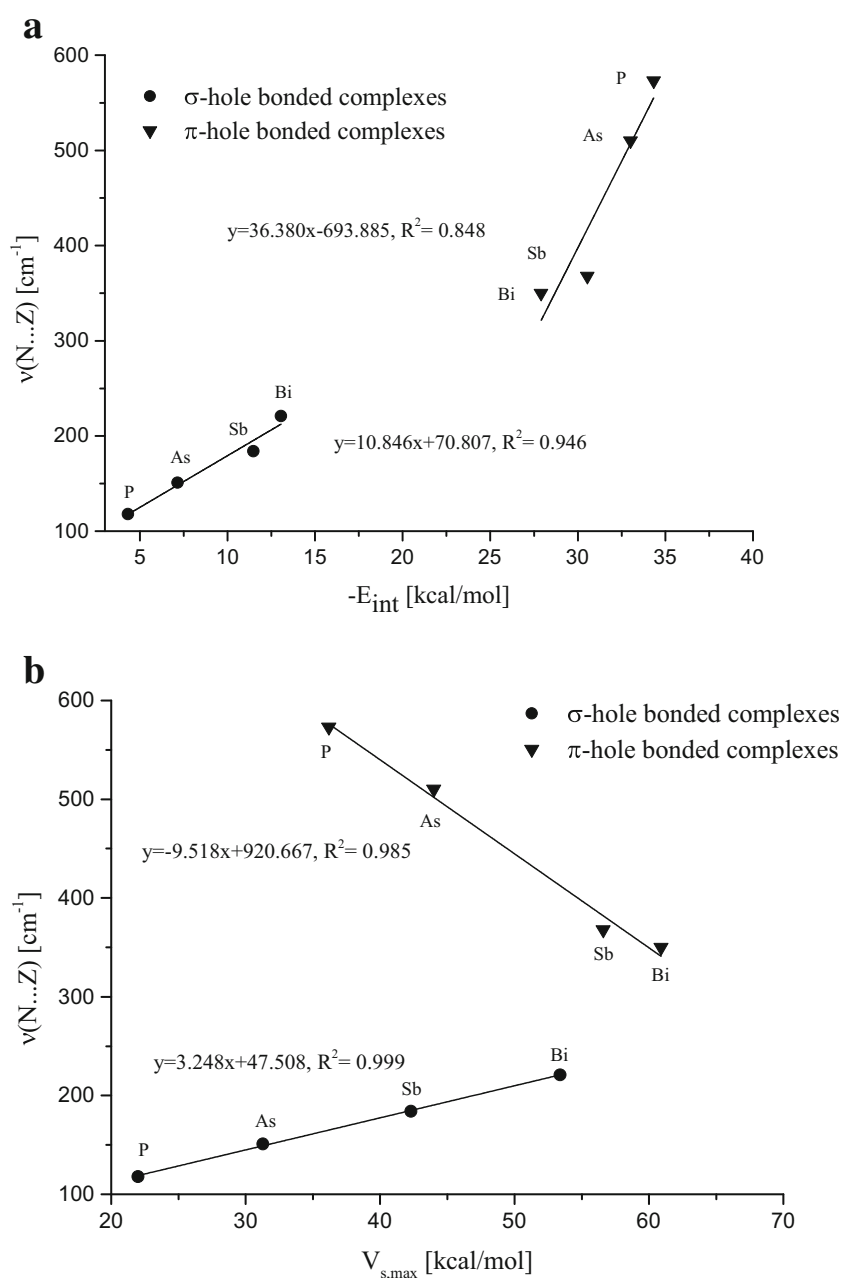 a
600
500
400
300
200
100
ν(N...Z) [cm⁻¹]
σ-hole bonded complexes
π-hole bonded complexes
P
As
y=36.380x-693.885, R²= 0.848
Sb
Bi
Bi
Sb
As
P
y=10.846x+70.807, R²= 0.946
5 10 15 20 25 30 35 40
-E_int [kcal/mol]
b
600
500
400
300
200
100
ν(N...Z) [cm⁻¹]
σ-hole bonded complexes
π-hole bonded complexes
P
As
y=-9.518x+920.667, R²= 0.985
Sb
Bi
y=3.248x+47.508, R²= 0.999
Bi
Sb
As
P
20 30 40 50 60 70
V_s,max [kcal/mol]